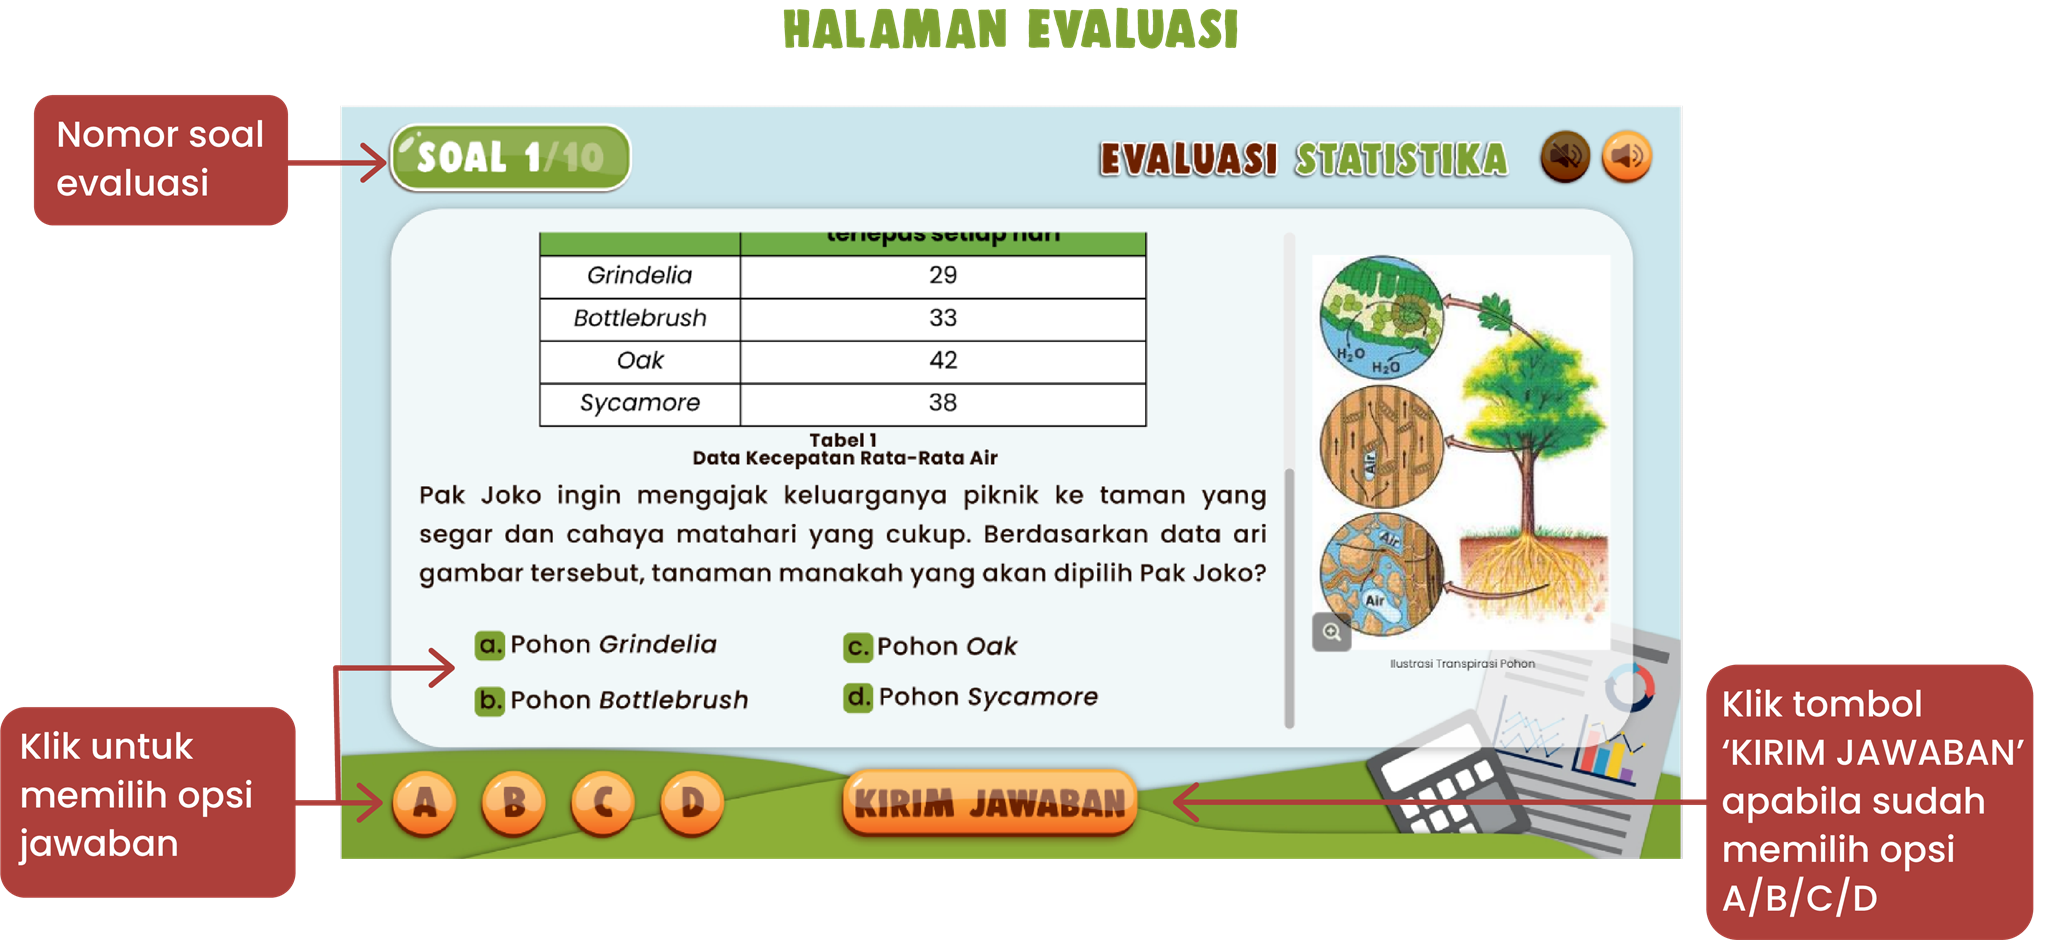 HALAMAN EVALUASI
Nomor soal
evaluasi
SOAL 1/10
EVALUASI STATISTIKA
terlepas setiap hari
Grindelia 29
Bottlebrush 33
Oak 42
Sycamore 38
Tabel 1
Data Kecepatan Rata-Rata Air
Pak Joko ingin mengajak keluarganya piknik ke taman yang
segar dan cahaya matahari yang cukup. Berdasarkan data ari
gambar tersebut, tanaman manakah yang akan dipilih Pak Joko?
a. Pohon Grindelia
b. Pohon Bottlebrush
c. Pohon Oak
d. Pohon Sycamore
H₂O
H₂O
Air
Air
Air
Ilustrasi Transpirasi Pohon
Klik untuk
memilih opsi
jawaban
A B C D
KIRIM JAWABAN
Klik tombol
‘KIRIM JAWABAN’
apabila sudah
memilih opsi
A/B/C/D